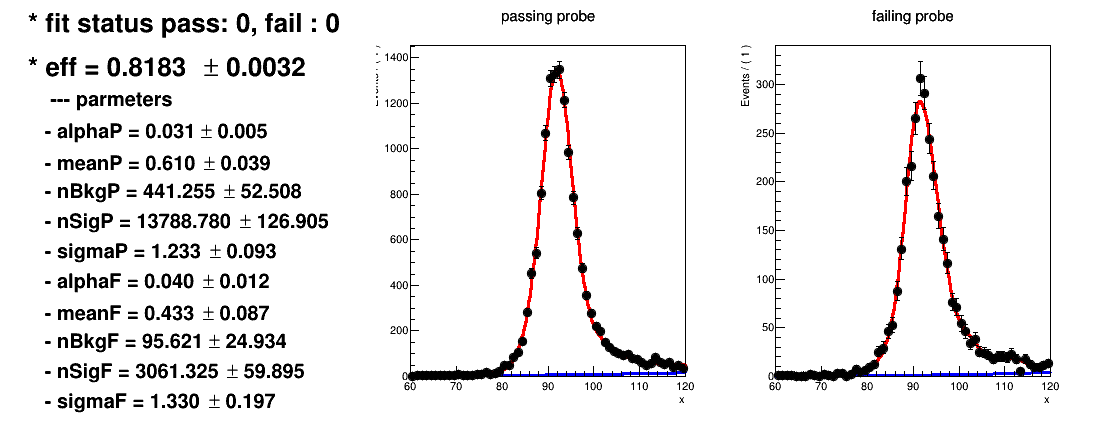 * fit status pass: 0, fail : 0
* eff = 0.8183 ± 0.0032
--- parmeters
- alphaP = 0.031 ± 0.005
- meanP = 0.610 ± 0.039
- nBkgP = 441.255 ± 52.508
- nSigP = 13788.780 ± 126.905
- sigmaP = 1.233 ± 0.093
- alphaF = 0.040 ± 0.012
- meanF = 0.433 ± 0.087
- nBkgF = 95.621 ± 24.934
- nSigF = 3061.325 ± 59.895
- sigmaF = 1.330 ± 0.197
passing probe
1400
1200
1000
800
600
400
200
0
60 70 80 90 100 110 120
x
failing probe
Events / ( 1 )
300
250
200
150
100
50
0
60 70 80 90 100 110 120
x